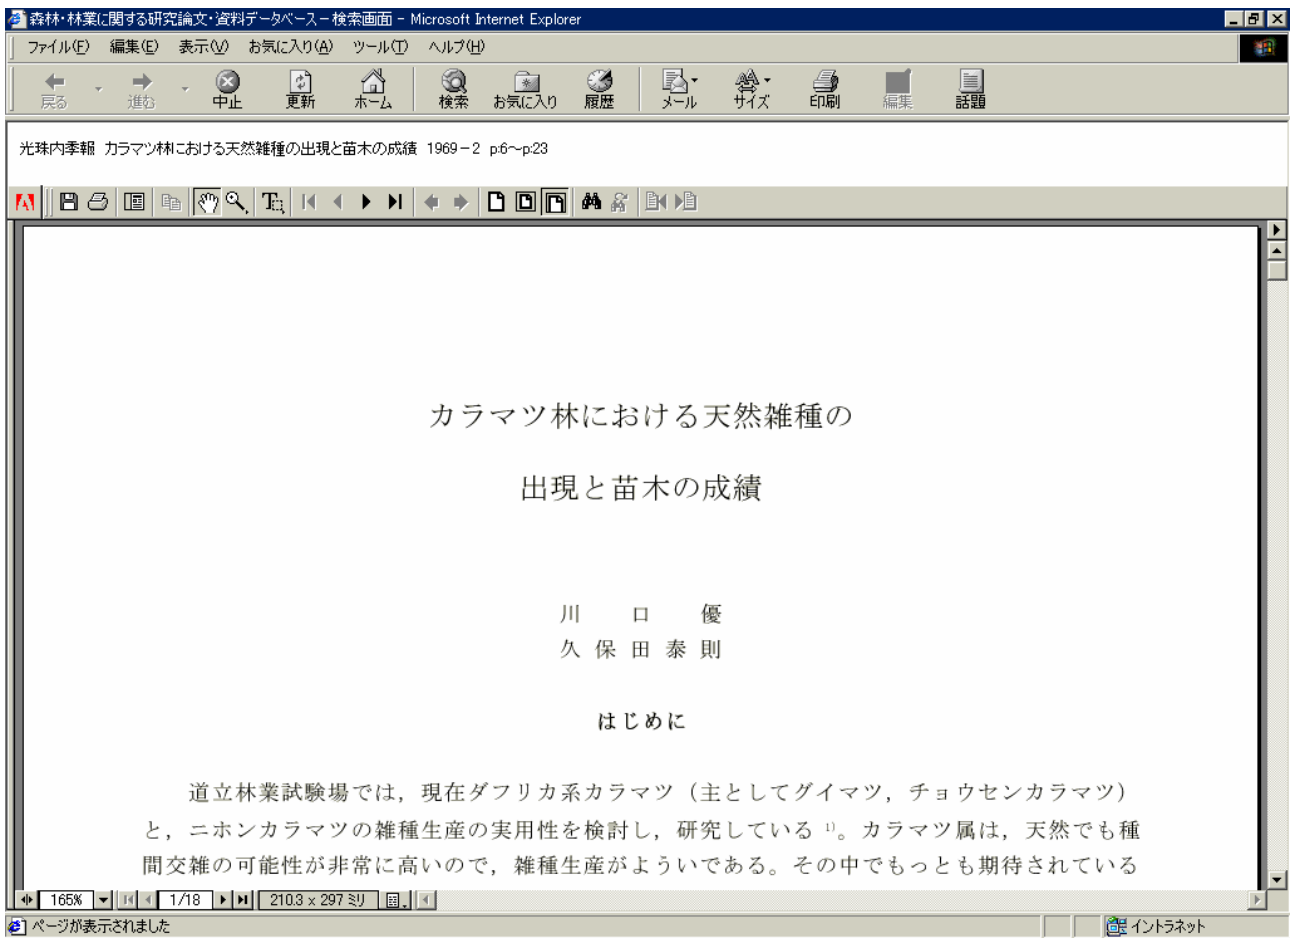 森林・林業に関する研究論文・資料データベース－検索画面 - Microsoft Internet Explorer
ファイル(F) 編集(E) 表示(V) お気に入り(A) ツール(T) ヘルプ(H)
戻る 進む 中止 更新 ホーム 検索 お気に入り 履歴 メール サイズ 印刷 編集 話題
光珠内季報 カラマツ林における天然雑種の出現と苗木の成績 1969－2 p:6～p:23
カラマツ林における天然雑種の
出現と苗木の成績
川口優
久保田泰則
はじめに
道立林業試験場では，現在ダフリカ系カラマツ（主としてグイマツ，チョウセンカラマツ）
と，ニホンカラマツの雑種生産の実用性を検討し，研究している 1)。カラマツ属は，天然でも種
間交雑の可能性が非常に高いので，雑種生産がよういである。その中でもっとも期待されている
165% 1/18 210.3 x 297 ミリ
ページが表示されました イントラネット